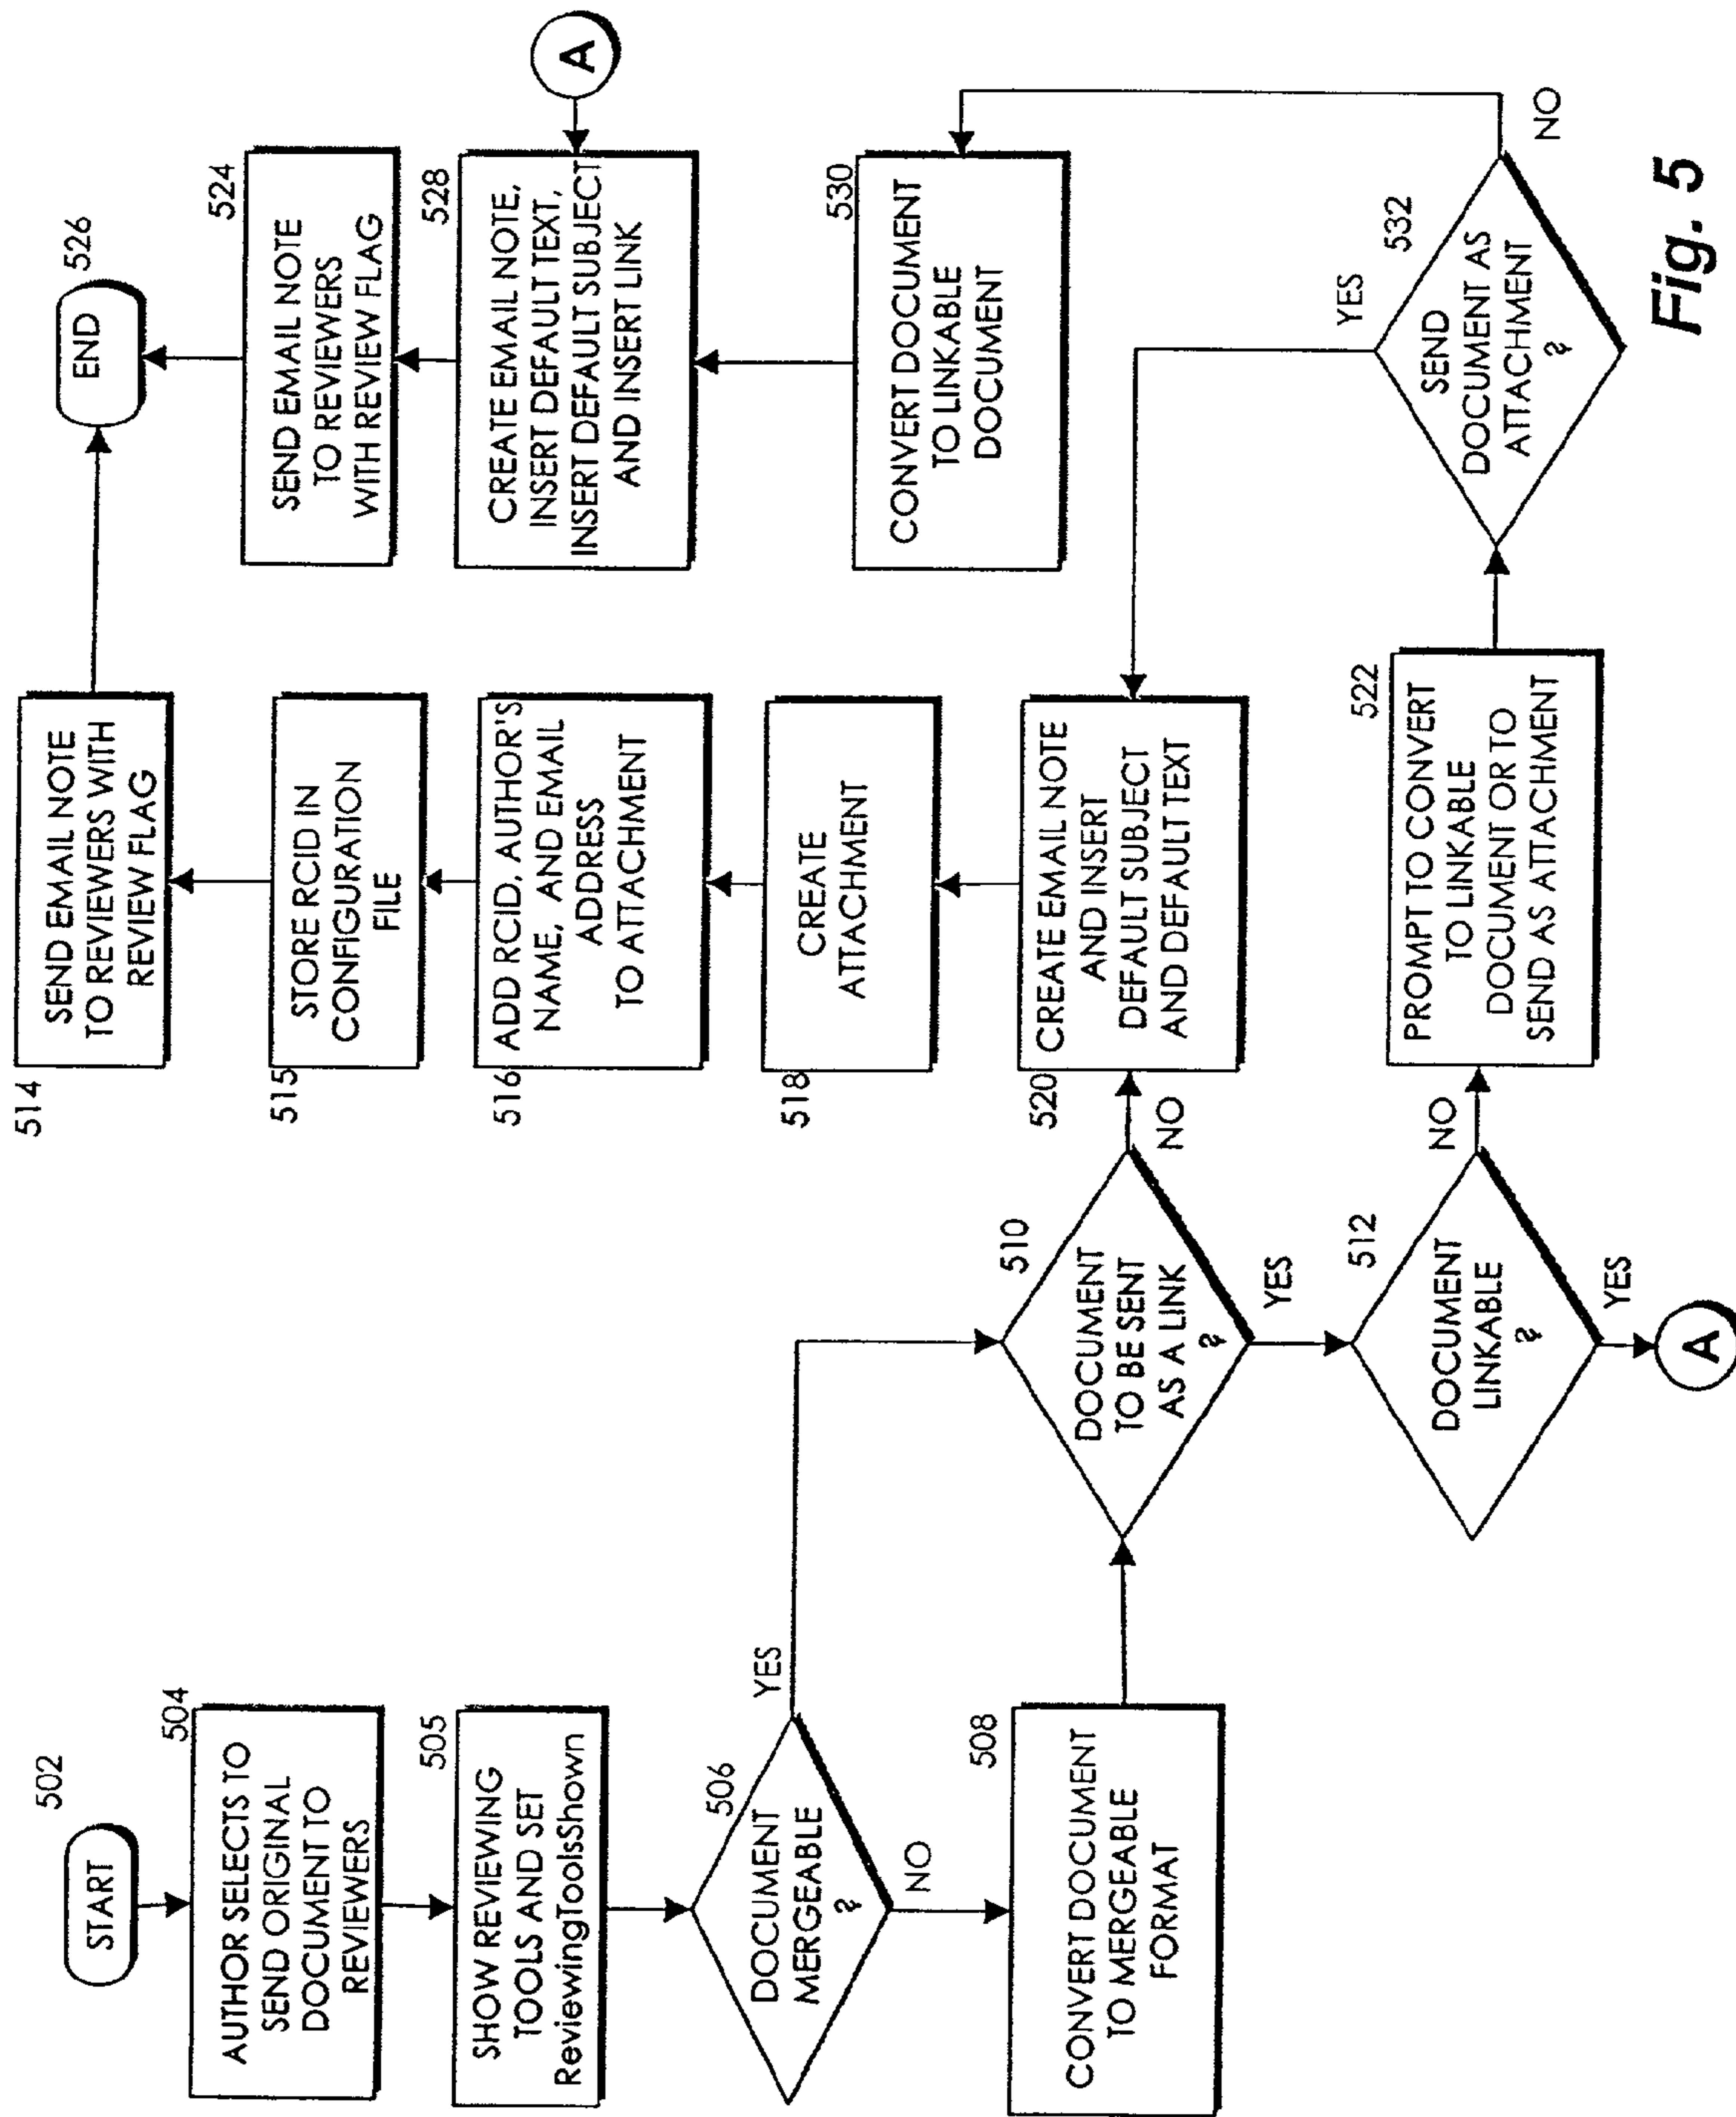 502
START
504
AUTHOR SELECTS TO
SEND ORIGINAL
DOCUMENT TO
REVIEWERS
505
SHOW REVIEWING
TOOLS AND SET
ReviewingToolsShown
506
DOCUMENT
MERGEABLE
?
YES
NO
508
CONVERT DOCUMENT
TO MERGEABLE
FORMAT
510
DOCUMENT
TO BE SENT
AS A LINK
?
NO
YES
512
DOCUMENT
LINKABLE
?
NO
YES
A
514
SEND EMAIL NOTE
TO REVIEWERS WITH
REVIEW FLAG
515
STORE RCID IN
CONFIGURATION
FILE
516
ADD RCID, AUTHOR'S
NAME, AND EMAIL
ADDRESS
TO ATTACHMENT
518
CREATE
ATTACHMENT
520
CREATE EMAIL NOTE
AND INSERT
DEFAULT SUBJECT
AND DEFAULT TEXT
522
PROMPT TO CONVERT
TO LINKABLE
DOCUMENT OR TO
SEND AS ATTACHMENT
526
END
524
SEND EMAIL NOTE
TO REVIEWERS
WITH REVIEW FLAG
528
CREATE EMAIL NOTE,
INSERT DEFAULT TEXT,
INSERT DEFAULT SUBJECT
AND INSERT LINK
A
530
CONVERT DOCUMENT
TO LINKABLE
DOCUMENT
532
SEND
DOCUMENT AS
ATTACHMENT
?
YES
NO
Fig. 5